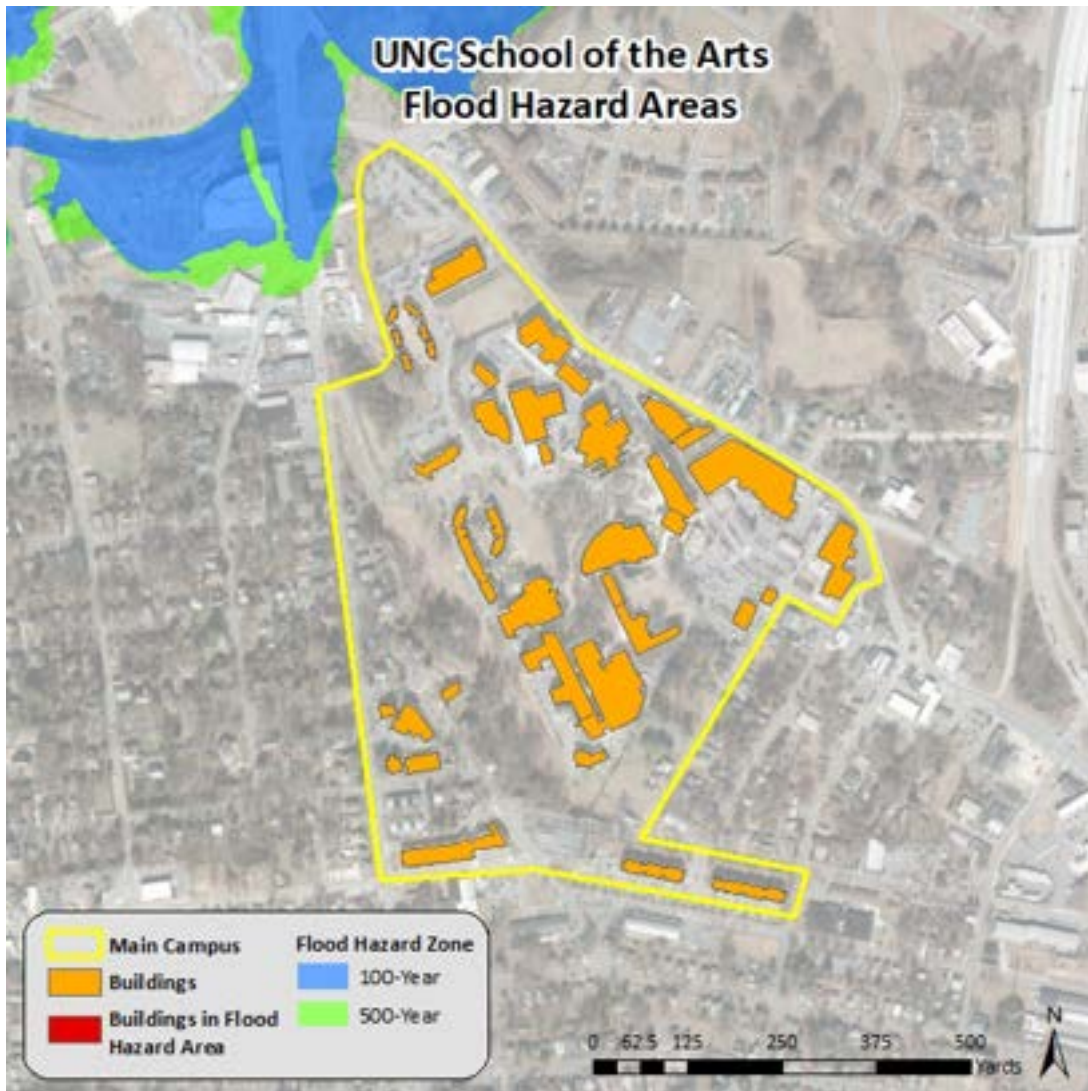 UNC School of the Arts
Flood Hazard Areas
Main Campus
Buildings
Buildings in Flood
Hazard Area
Flood Hazard Zone
100-Year
500-Year
0 62.5 125 250 375 500
Yards
N